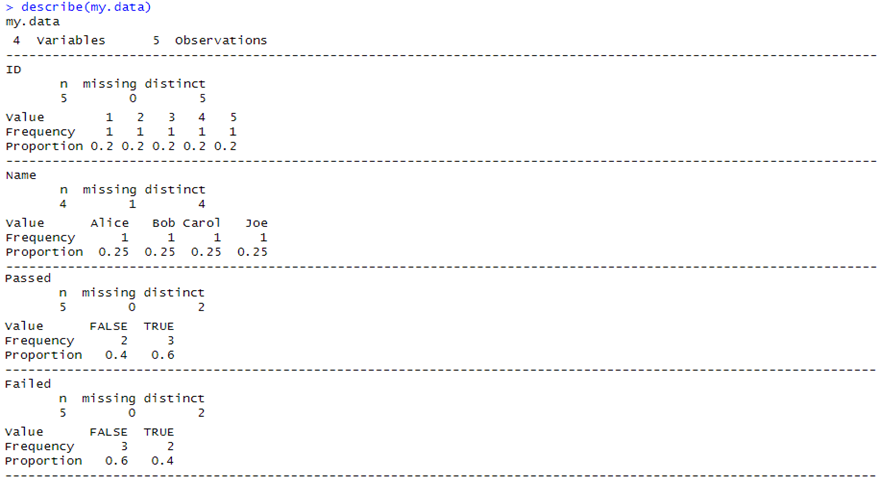 > describe(my.data)
my.data
4 Variables 5 Observations
--------------------------------------------------------------------------------
ID
n missing distinct
5 0 5
Value 1 2 3 4 5
Frequency 1 1 1 1 1
Proportion 0.2 0.2 0.2 0.2 0.2
--------------------------------------------------------------------------------
Name
n missing distinct
4 1 4
Value Alice Bob Carol Joe
Frequency 1 1 1 1
Proportion 0.25 0.25 0.25 0.25
--------------------------------------------------------------------------------
Passed
n missing distinct
5 0 2
Value FALSE TRUE
Frequency 2 3
Proportion 0.4 0.6
--------------------------------------------------------------------------------
Failed
n missing distinct
5 0 2
Value FALSE TRUE
Frequency 3 2
Proportion 0.6 0.4
--------------------------------------------------------------------------------